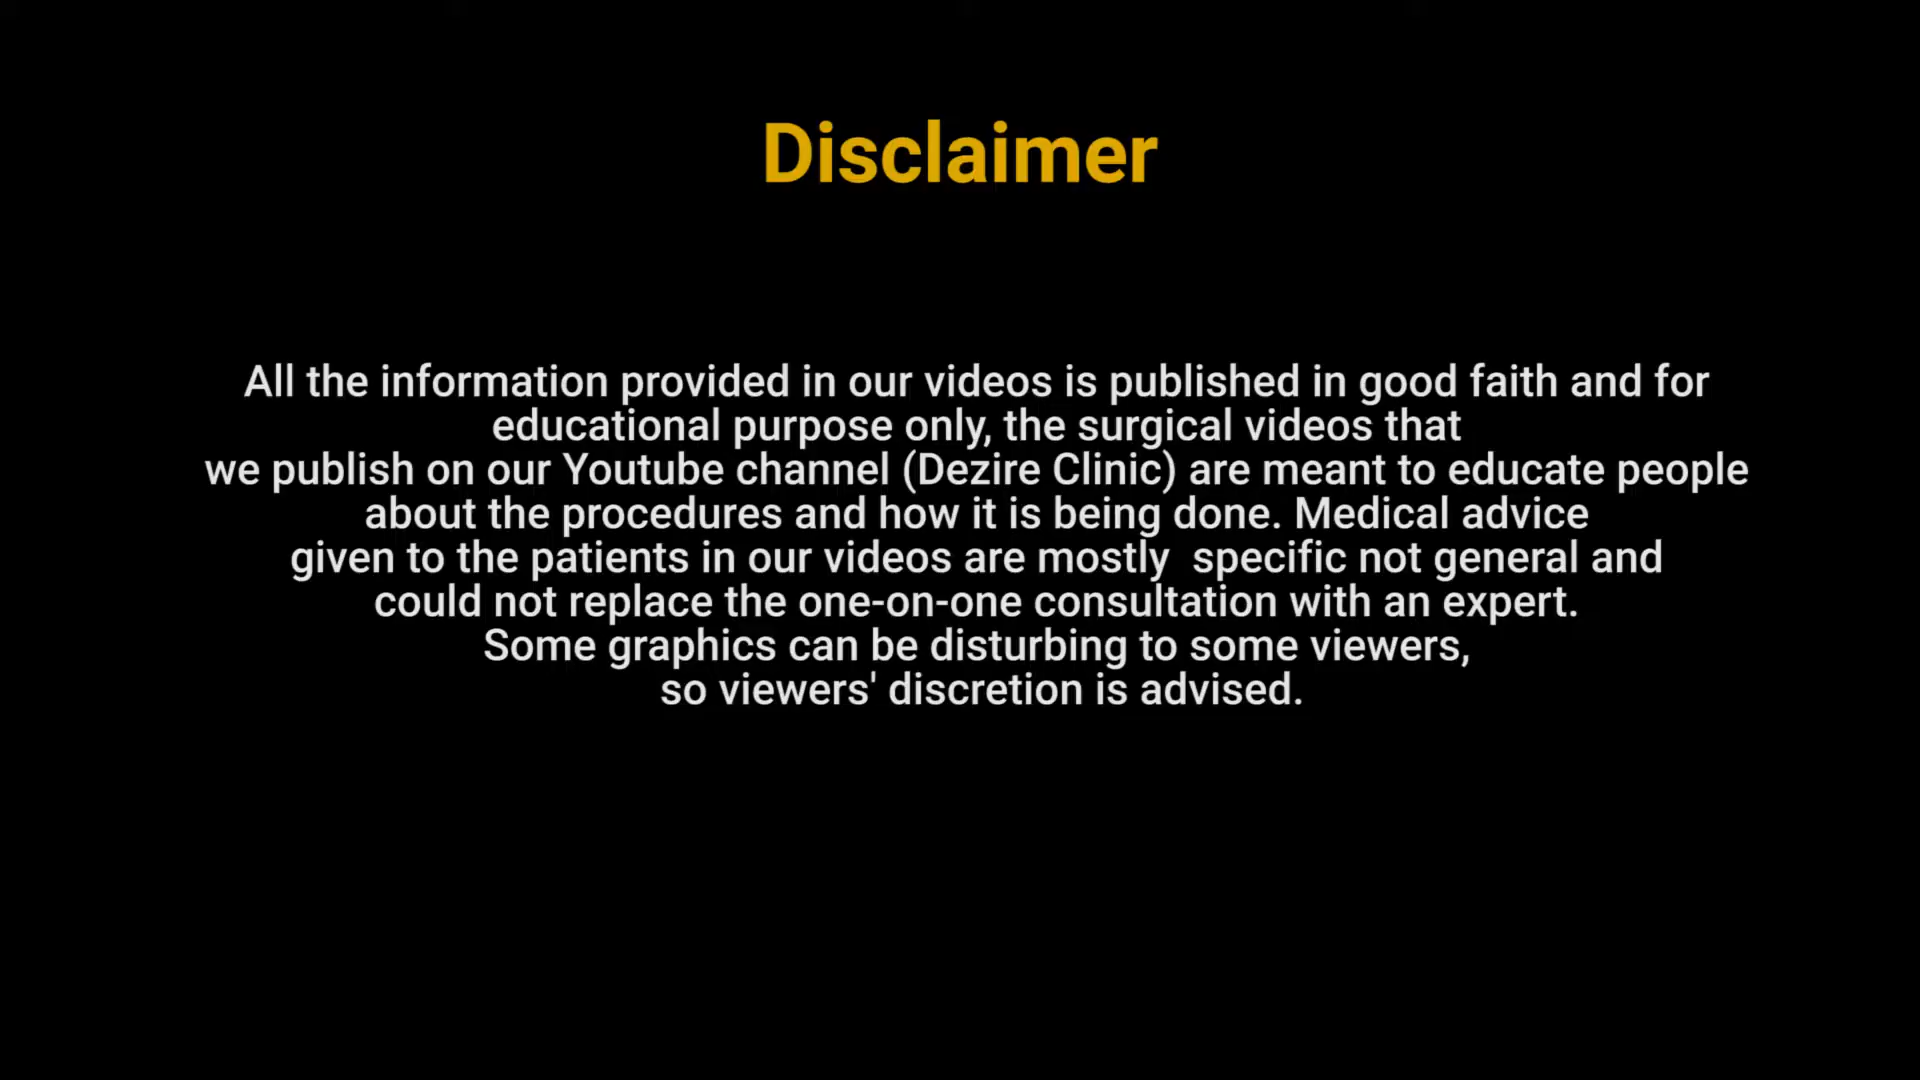 Disclaimer
All the information provided in our videos is published in good faith and for
educational purpose only, the surgical videos that
we publish on our Youtube channel (Dezire Clinic) are meant to educate people
about the procedures and how it is being done. Medical advice
given to the patients in our videos are mostly  specific not general and
could not replace the one-on-one consultation with an expert.
Some graphics can be disturbing to some viewers,
so viewers' discretion is advised.